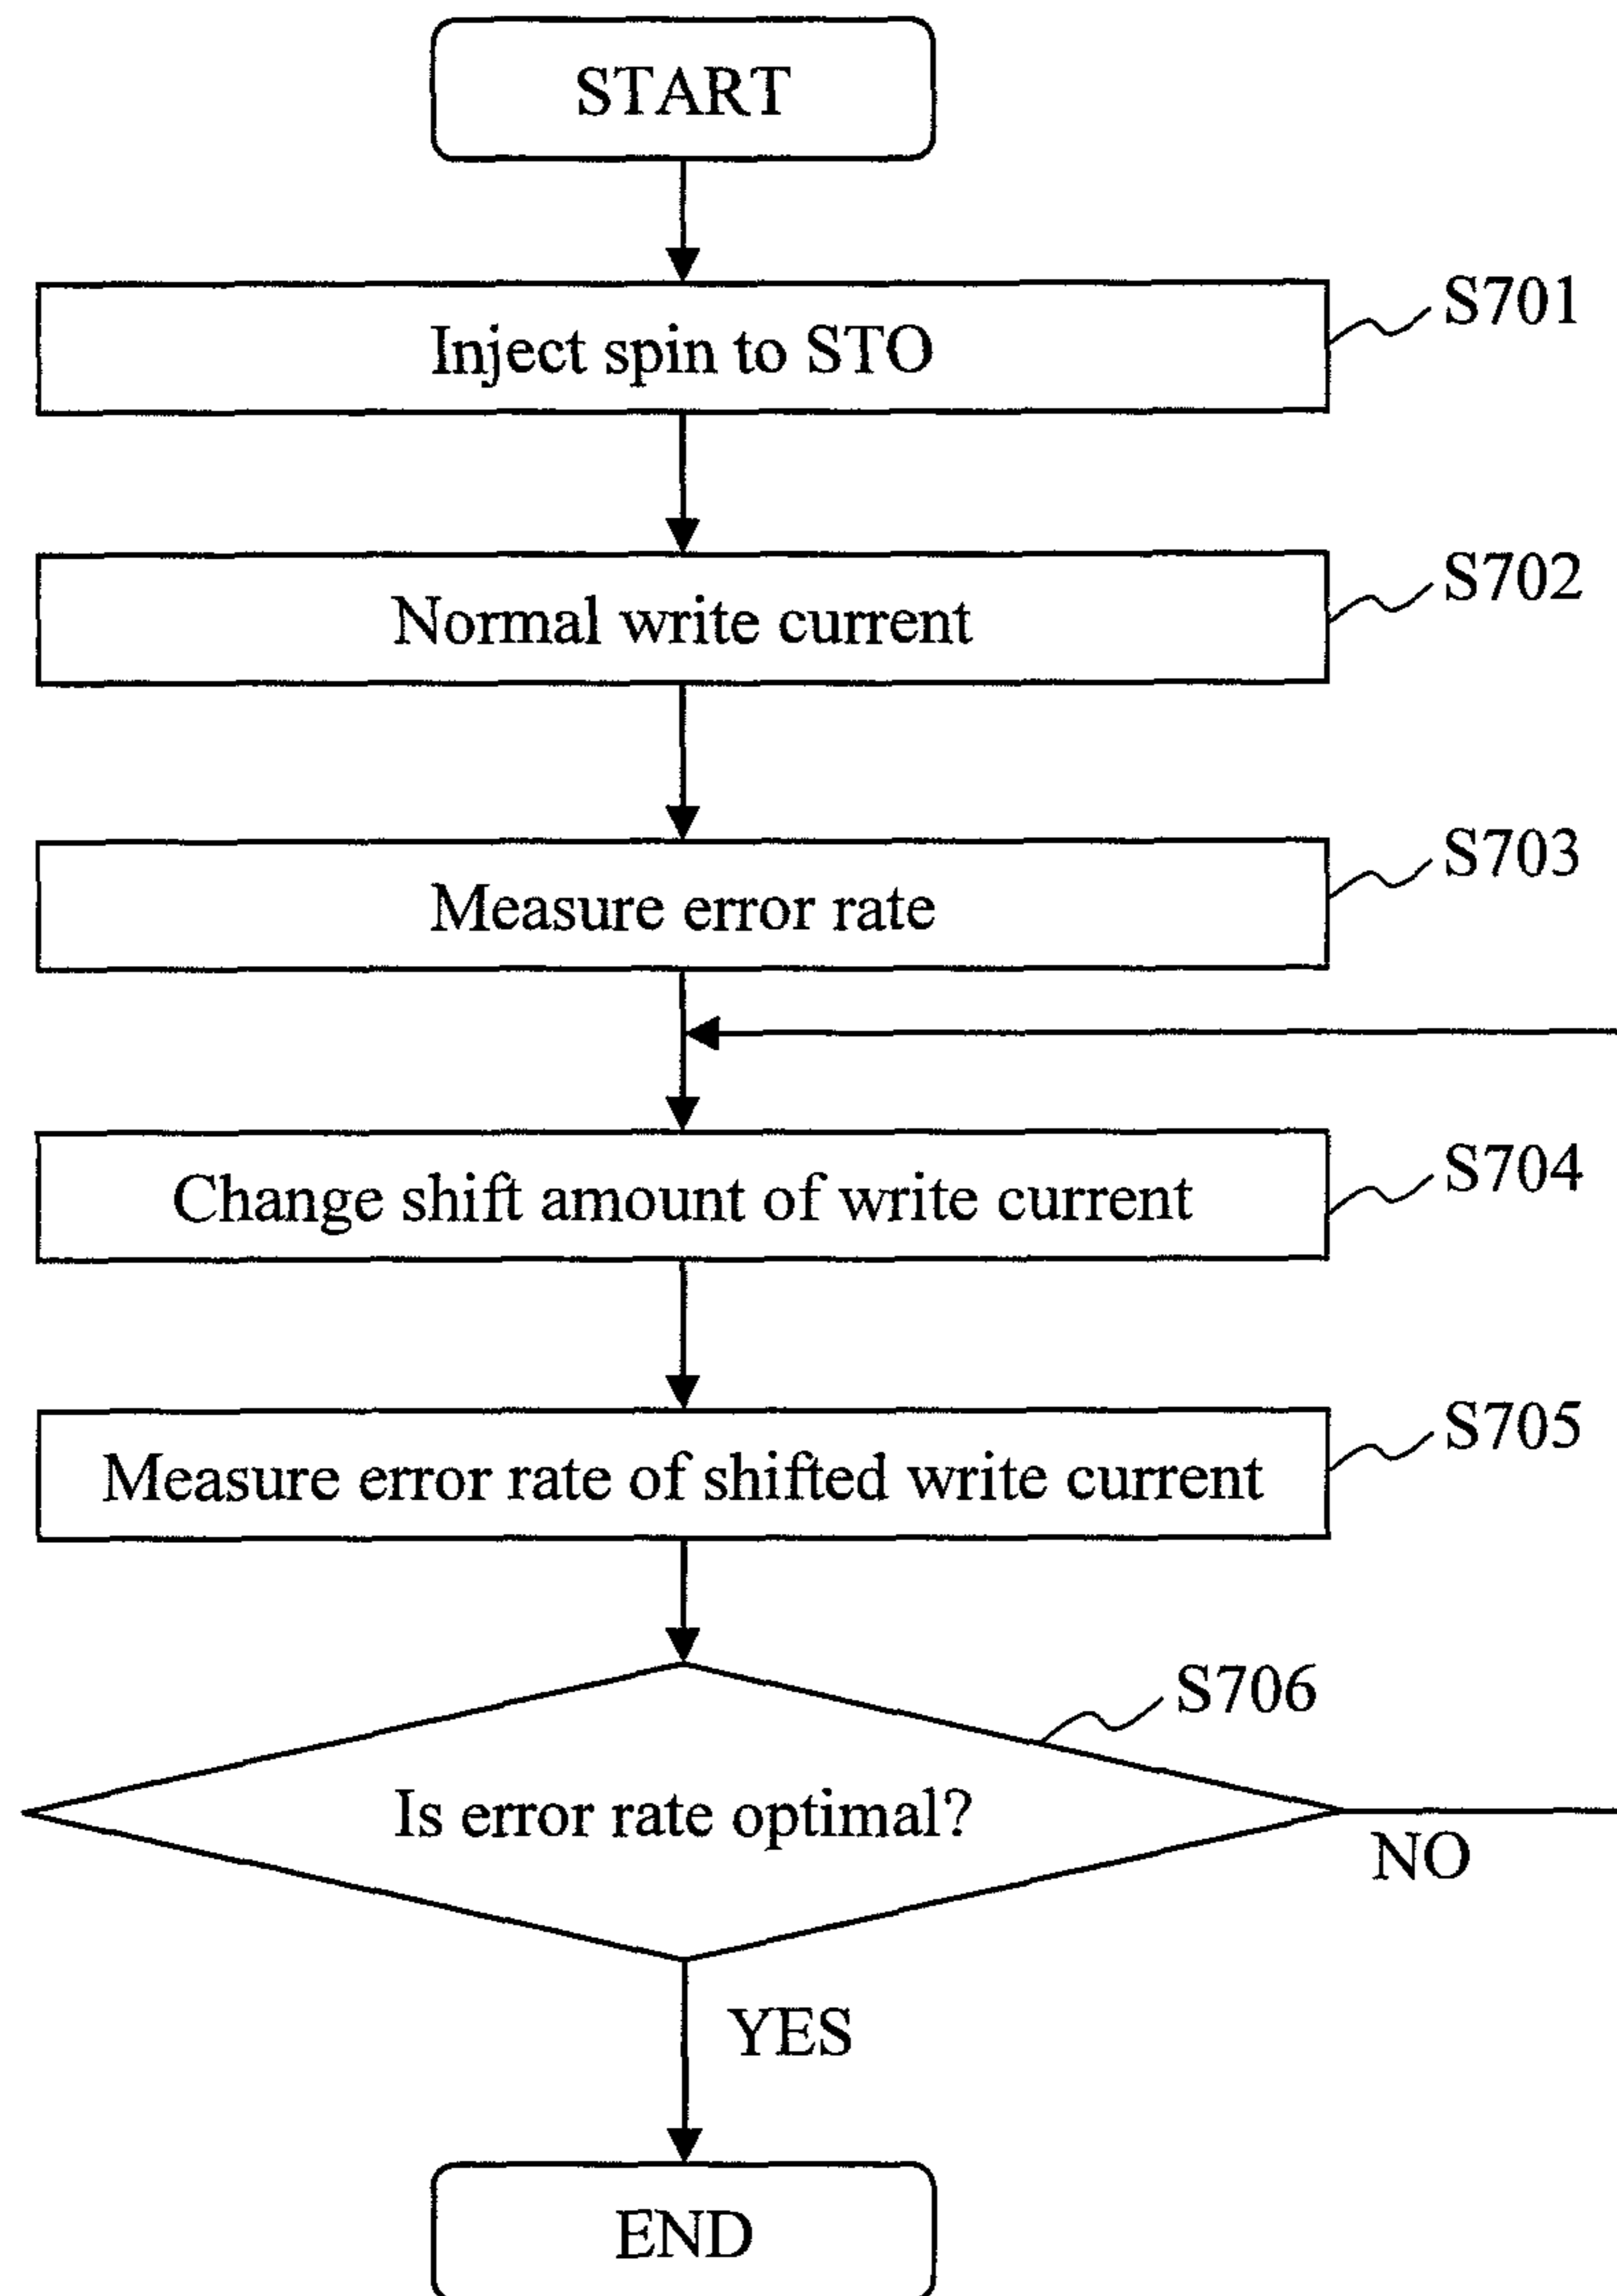 START
Inject spin to STO
S701
Normal write current
S702
Measure error rate
S703
Change shift amount of write current
S704
Measure error rate of shifted write current
S705
S706
Is error rate optimal?
NO
YES
END